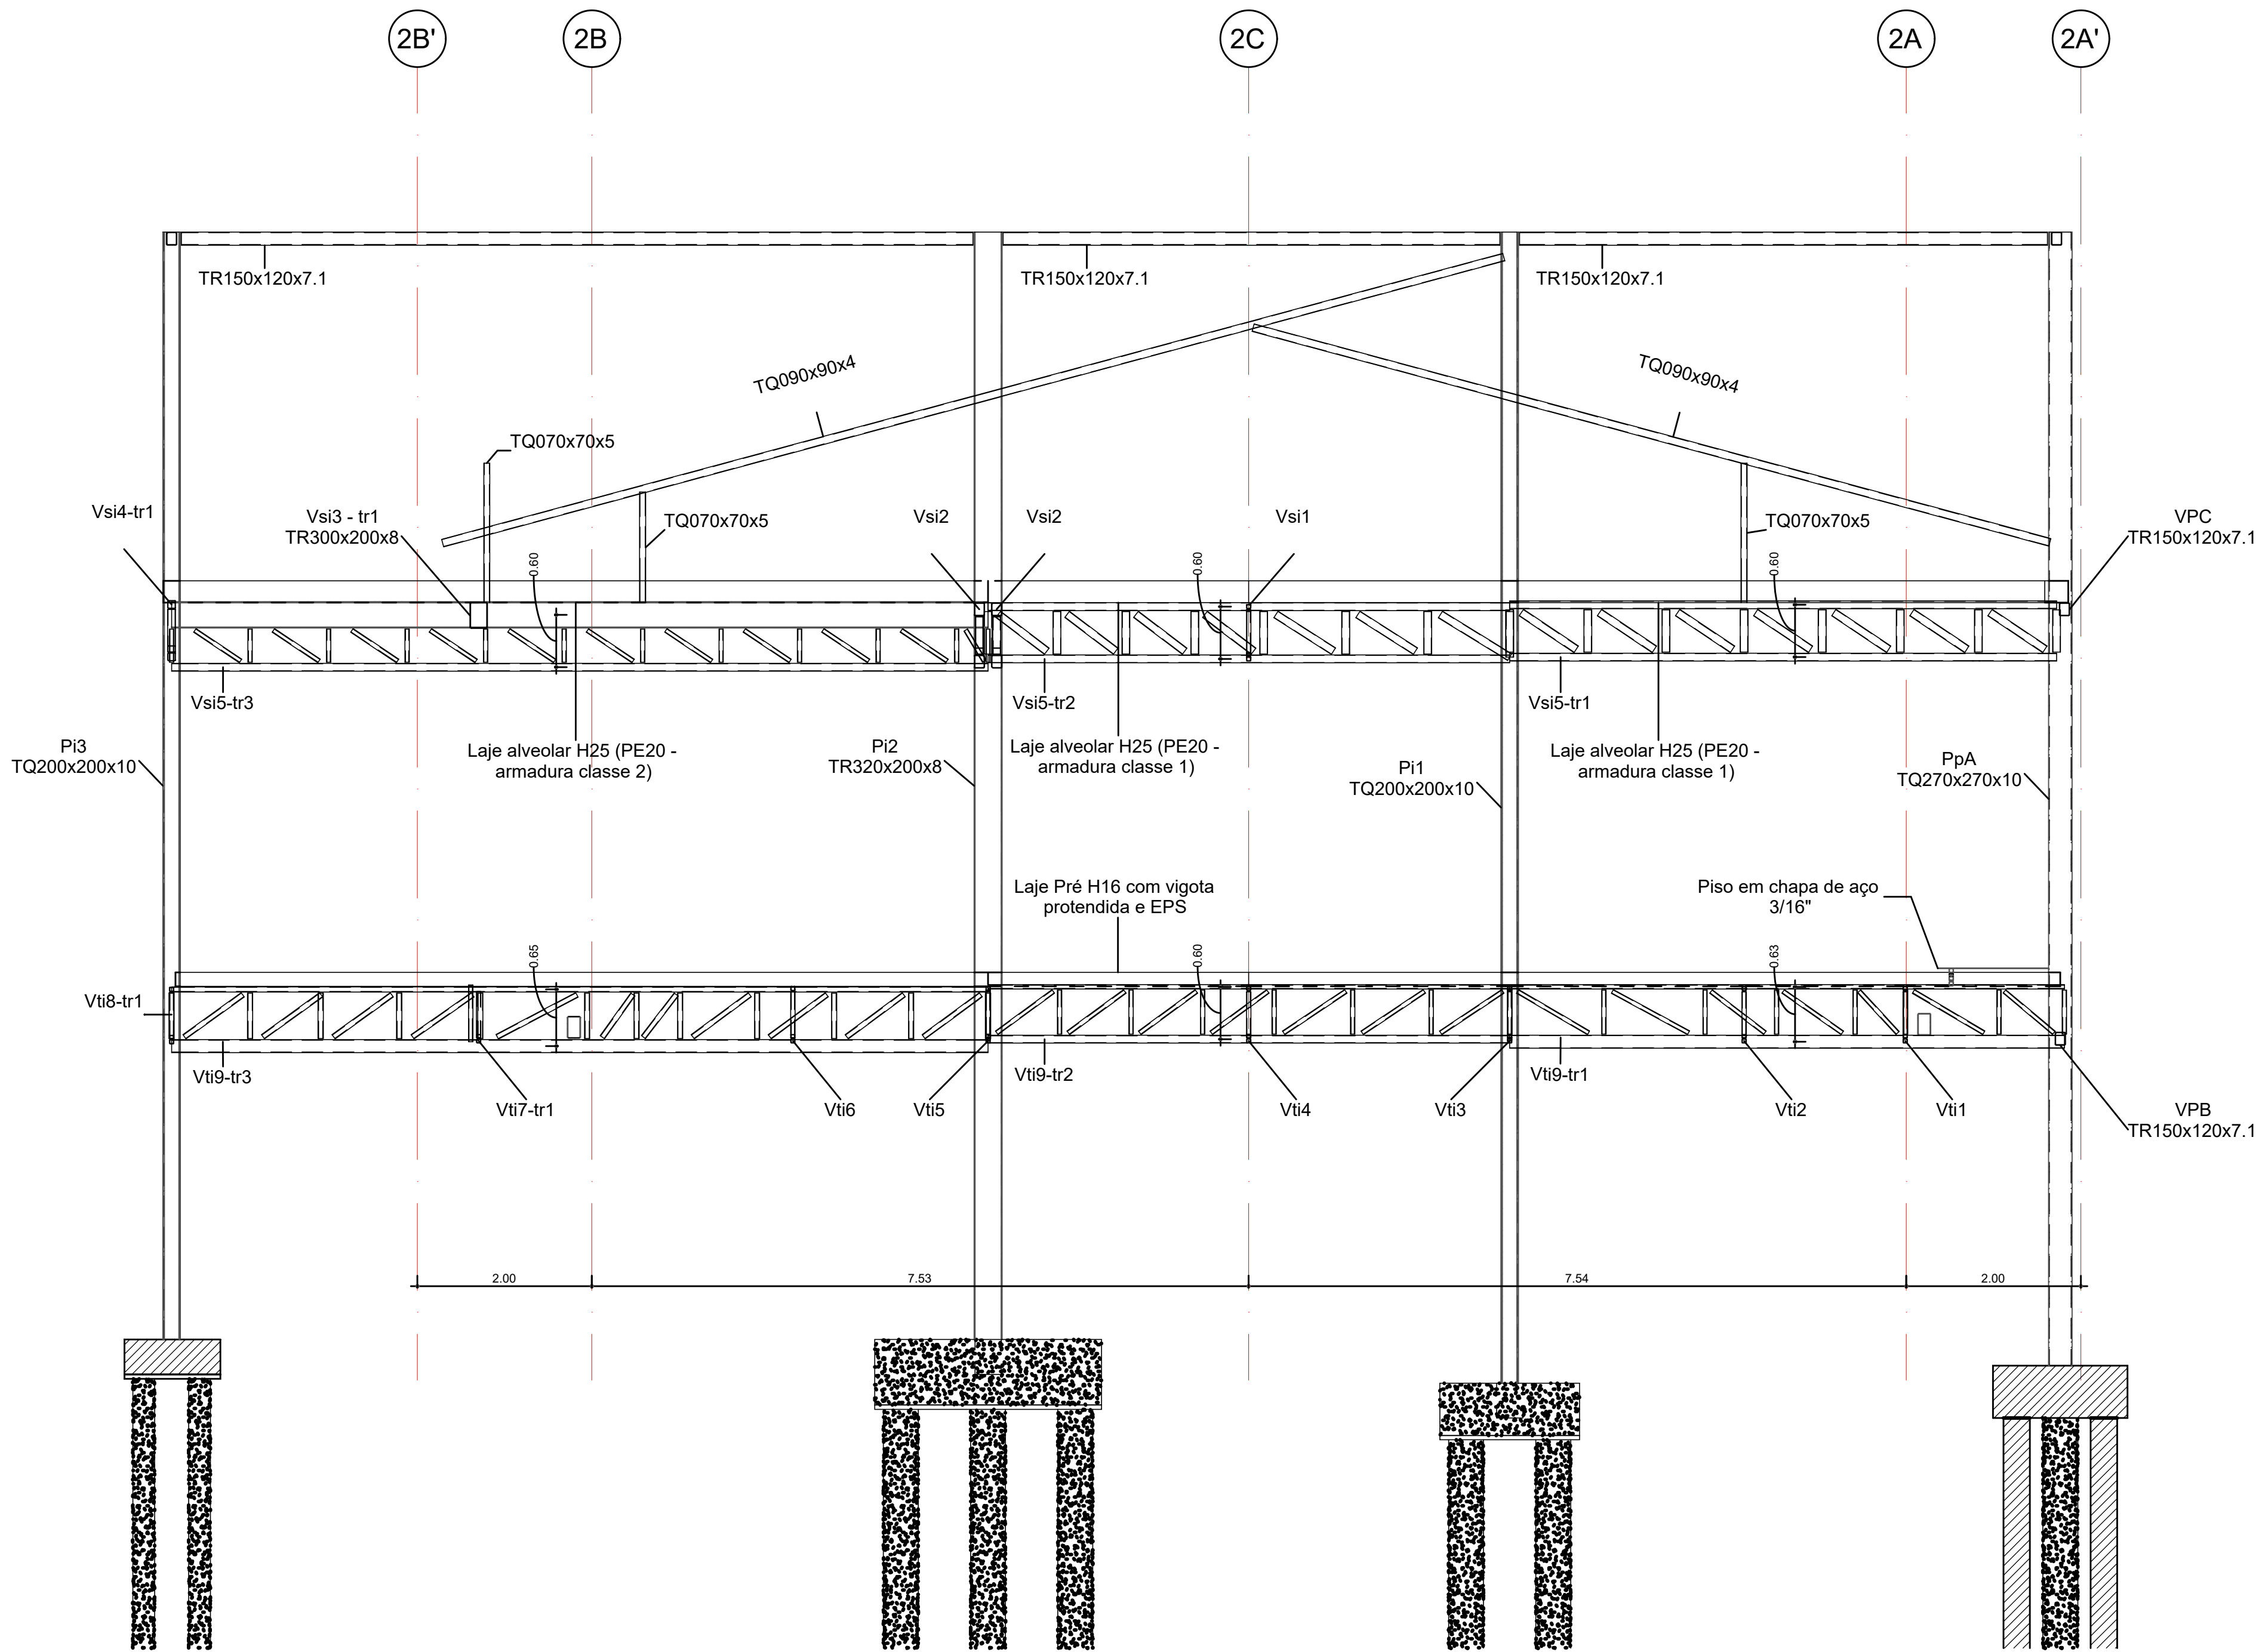 2B'
2B
2C
2A
2A'
TR150x120x7.1
TR150x120x7.1
TR150x120x7.1
TQ090x90x4
TQ090x90x4
TQ070x70x5
Vsi4-tr1
Vsi3 - tr1
TR300x200x8
TQ070x70x5
Vsi2
Vsi2
Vsi1
TQ070x70x5
VPC
TR150x120x7.1
0.60
0.60
0.60
Vsi5-tr3
Vsi5-tr2
Vsi5-tr1
Pi3
TQ200x200x10
Laje alveolar H25 (PE20 -
armadura classe 2)
Pi2
TR320x200x8
Laje alveolar H25 (PE20 -
armadura classe 1)
Pi1
TQ200x200x10
Laje alveolar H25 (PE20 -
armadura classe 1)
PpA
TQ270x270x10
Laje Pré H16 com vigota
protendida e EPS
Piso em chapa de aço
3/16"
0.65
0.60
0.63
Vti8-tr1
Vti9-tr3
Vti9-tr2
Vti9-tr1
Vti7-tr1
Vti6
Vti5
Vti4
Vti3
Vti2
Vti1
VPB
TR150x120x7.1
2.00
7.53
7.54
2.00